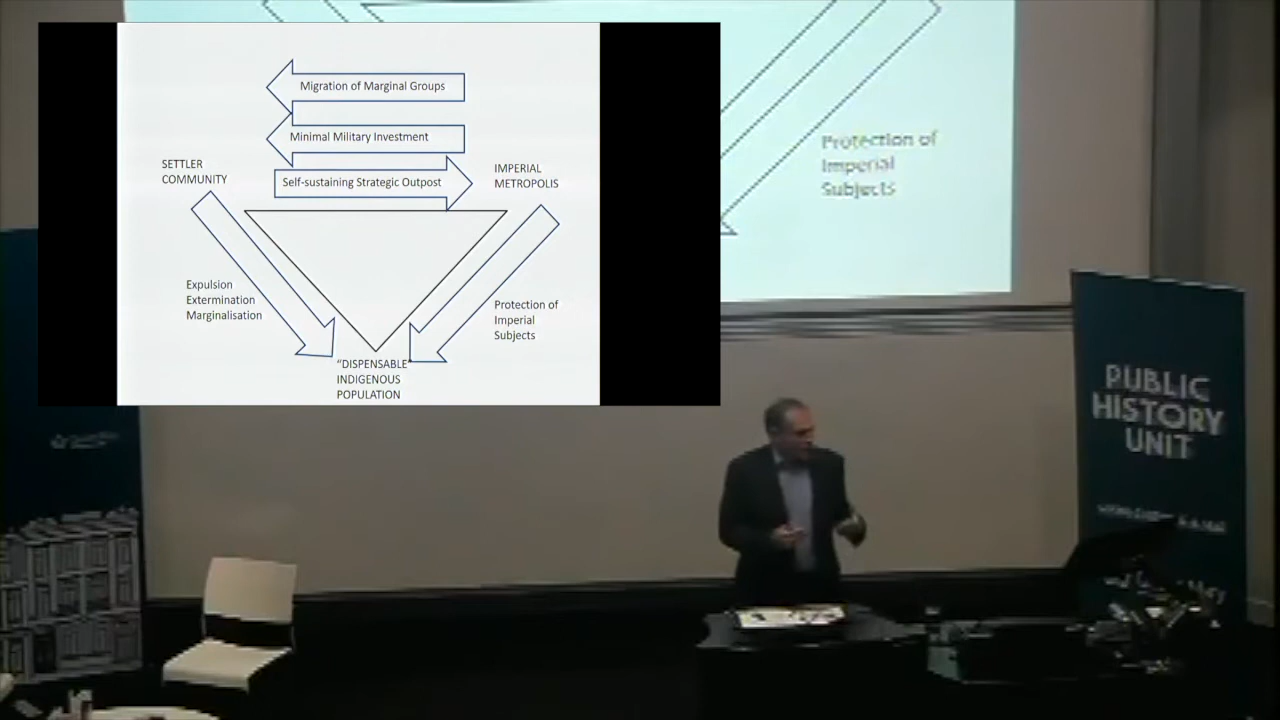 Migration of Marginal Groups
Minimal Military Investment
Self-sustaining Strategic Outpost
SETTLER
COMMUNITY
IMPERIAL
METROPOLIS
Expulsion
Extermination
Marginalisation
Protection of
Imperial
Subjects
“DISPENSABLE”
INDIGENOUS
POPULATION
Protection of
Imperial
Subjects
PUBLIC
HISTORY
UNIT